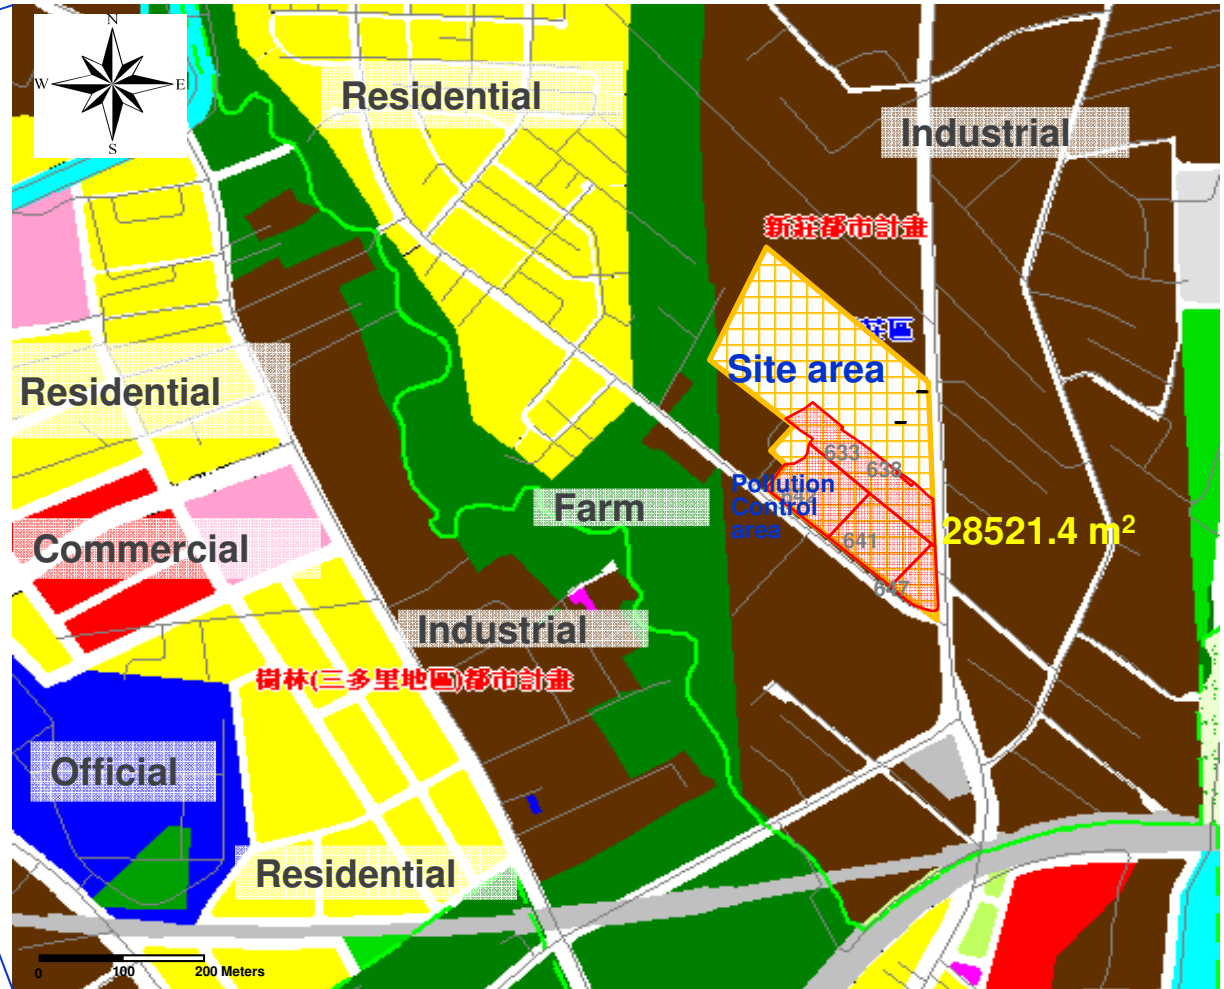 N
W E
S
Residential
Industrial
新莊都市計畫
莊區
Site area
Residential
633
638
Pollution
Control
area
Farm
28521.4 m²
Commercial
641
647
Industrial
樹林(三多里地區)都市計畫
Official
Residential
0 100 200 Meters